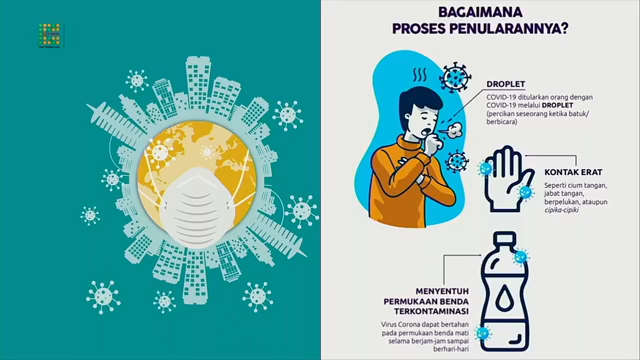 BAGAIMANA
PROSES PENULARANNYA?
DROPLET
COVID-19 ditularkan orang dengan
COVID-19 melalui DROPLET
(percikan seseorang ketika batuk/
berbicara)
KONTAK ERAT
Seperti cium tangan,
jabat tangan,
berpelukan, ataupun
cipika-cipiki
MENYENTUH
PERMUKAAN BENDA
TERKONTAMINASI
Virus Corona dapat bertahan
pada permukaan benda mati
selama berjam-jam sampai
berhari-hari